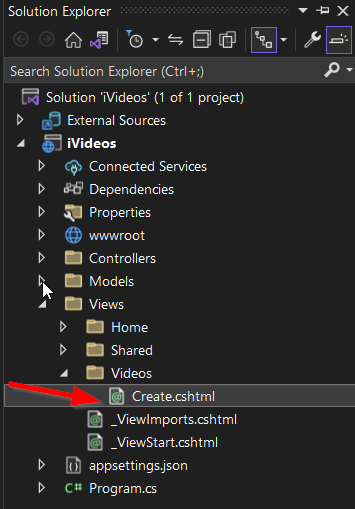 Solution Explorer
Search Solution Explorer (Ctrl+;)
Solution 'iVideos' (1 of 1 project)
External Sources
iVideos
Connected Services
Dependencies
Properties
wwwroot
Controllers
Models
Views
Home
Shared
Videos
Create.cshtml
_ViewImports.cshtml
_ViewStart.cshtml
appsettings.json
C# Program.cs